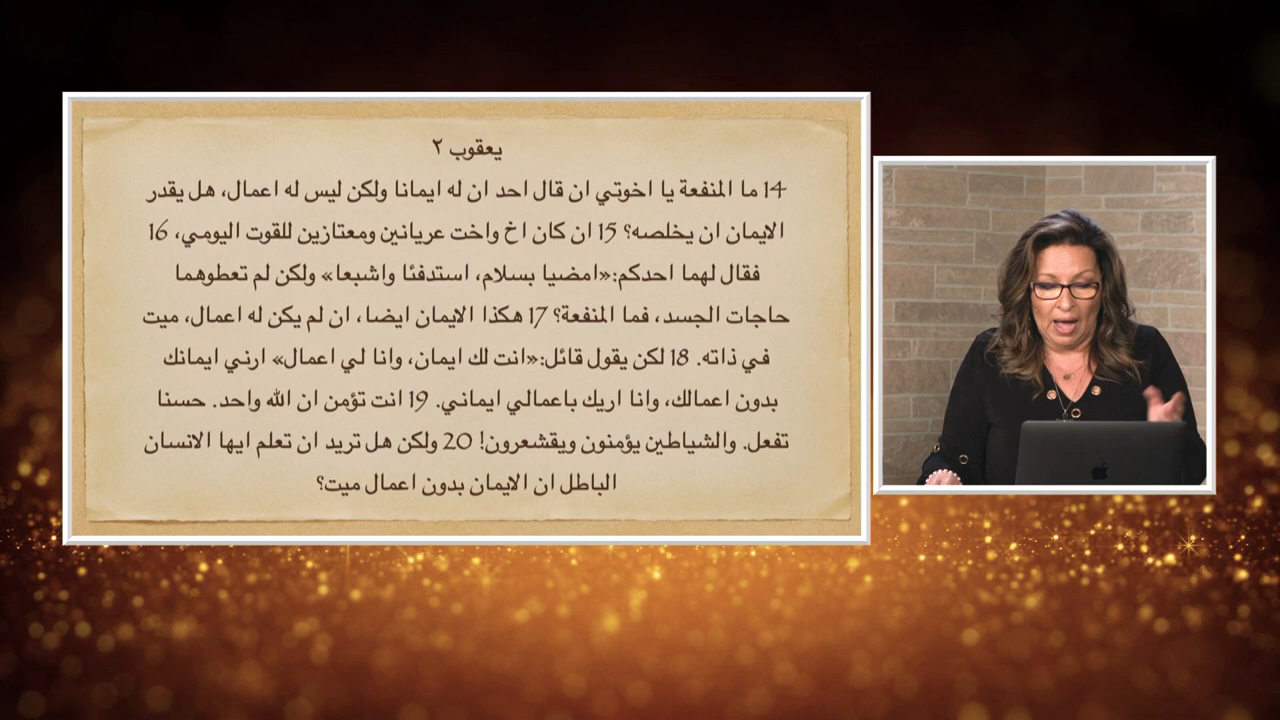 يعقوب ٢
14 ما المنفعة يا اخوتي ان قال احد ان له ايمانا ولكن ليس له اعمال، هل يقدر
الايمان ان يخلصه؟ 15 ان كان اخ واخت عريانين ومعتازين للقوت اليومي، 16
فقال لهما احدكم:«امضيا بسلام، استدفئا واشبعا» ولكن لم تعطوهما
حاجات الجسد، فما المنفعة؟ 17 هكذا الايمان ايضا، ان لم يكن له اعمال، ميت
في ذاته. 18 لكن يقول قائل:«انت لك ايمان، وانا لي اعمال» ارني ايمانك
بدون اعمالك، وانا اريك باعمالي ايماني. 19 انت تؤمن ان الله واحد. حسنا
تفعل. والشياطين يؤمنون ويقشعرون! 20 ولكن هل تريد ان تعلم ايها الانسان
الباطل ان الايمان بدون اعمال ميت؟